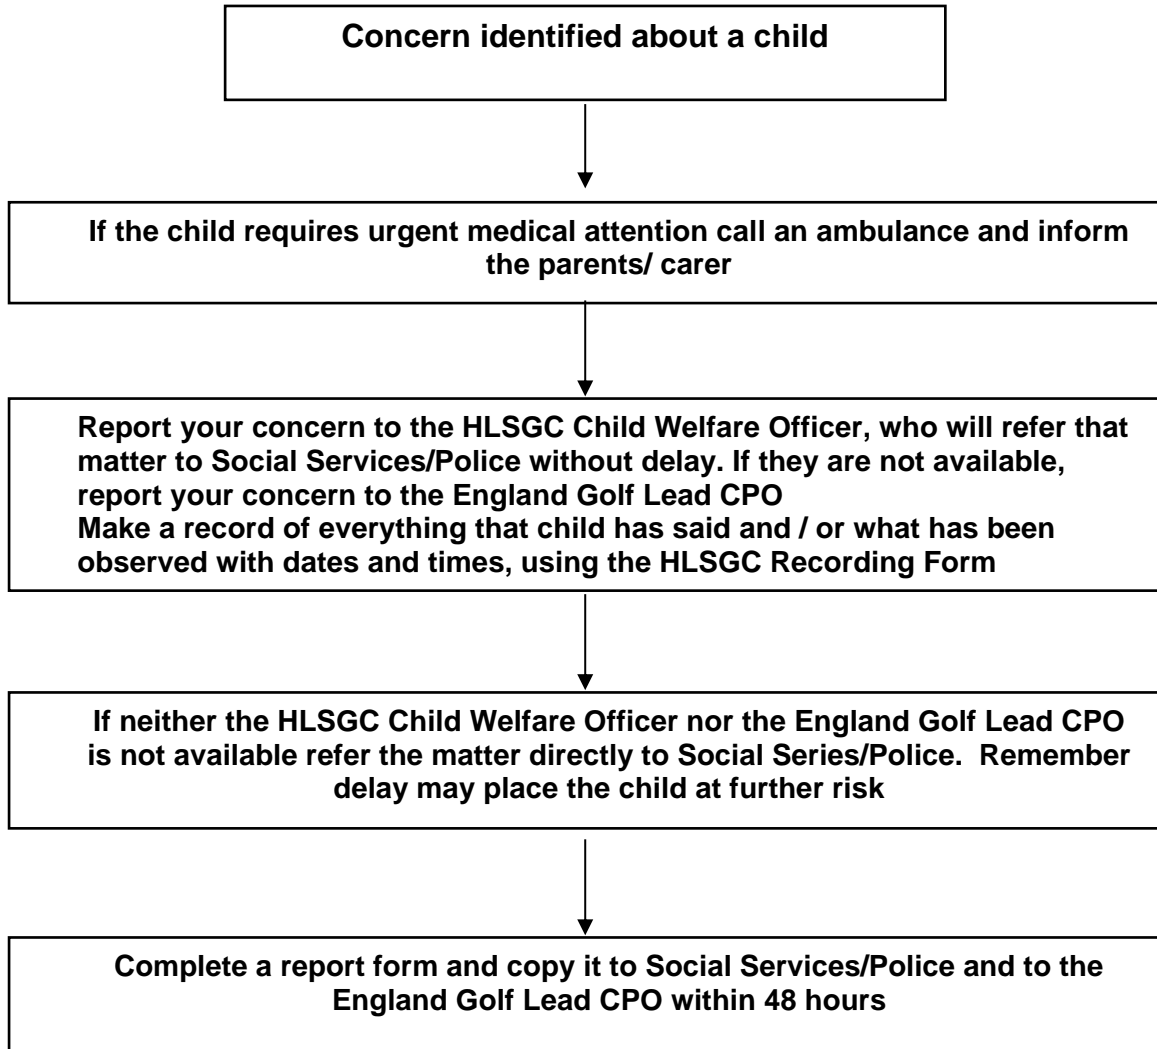 Concern identified about a child
If the child requires urgent medical attention call an ambulance and inform
the parents/ carer
Report your concern to the HLSGC Child Welfare Officer, who will refer that
matter to Social Services/Police without delay. If they are not available,
report your concern to the England Golf Lead CPO
Make a record of everything that child has said and / or what has been
observed with dates and times, using the HLSGC Recording Form
If neither the HLSGC Child Welfare Officer nor the England Golf Lead CPO
is not available refer the matter directly to Social Series/Police.  Remember
delay may place the child at further risk
Complete a report form and copy it to Social Services/Police and to the
England Golf Lead CPO within 48 hours